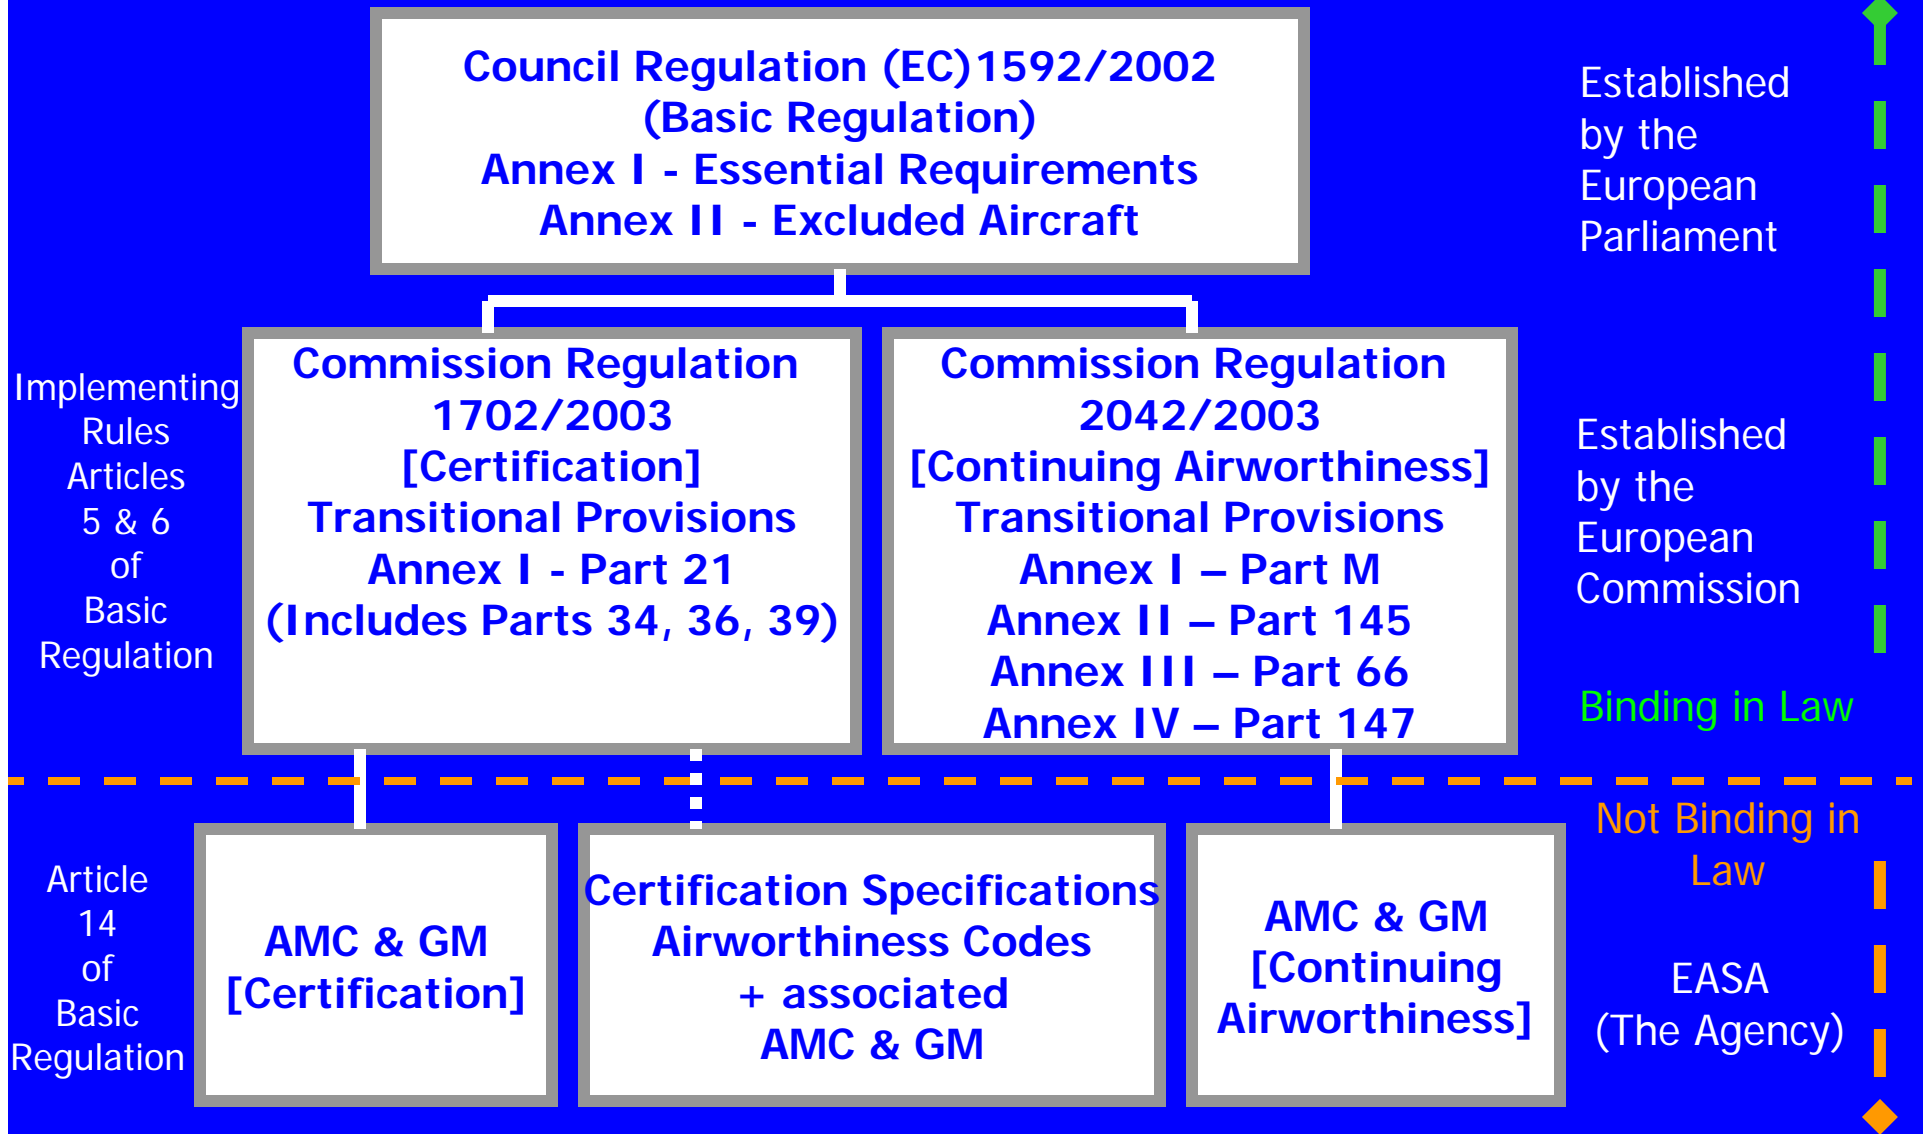 Council Regulation (EC)1592/2002
(Basic Regulation)
Annex I - Essential Requirements
Annex II - Excluded Aircraft
Established
by the
European
Parliament
Implementing
Rules
Articles
5 & 6
of
Basic
Regulation
Commission Regulation
1702/2003
[Certification]
Transitional Provisions
Annex I - Part 21
(Includes Parts 34, 36, 39)
Commission Regulation
2042/2003
[Continuing Airworthiness]
Transitional Provisions
Annex I – Part M
Annex II – Part 145
Annex III – Part 66
Annex IV – Part 147
Established
by the
European
Commission
Binding in Law
Not Binding in
Law
Article
14
of
Basic
Regulation
AMC & GM
[Certification]
Certification Specifications
Airworthiness Codes
+ associated
AMC & GM
AMC & GM
[Continuing
Airworthiness]
EASA
(The Agency)